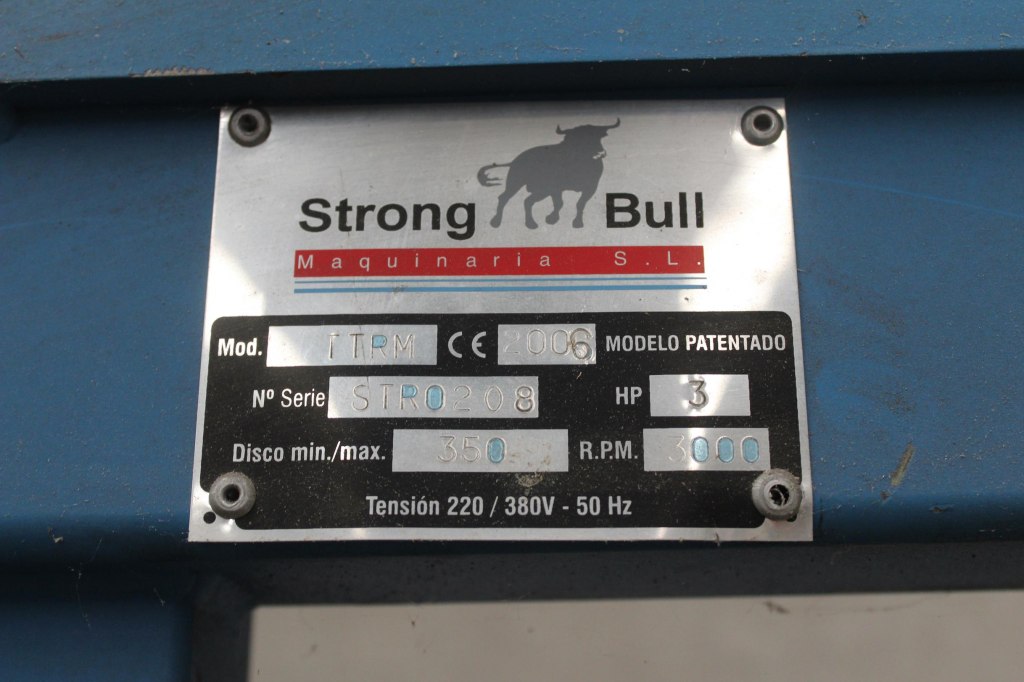 Strong Bull
Maquinaria S.L.
Mod. TTRM CE 2006 MODELO PATENTADO
Nº Serie STR0208 HP 3
Disco min./max. 350 R.P.M. 3000
Tensión 220 / 380V - 50 Hz